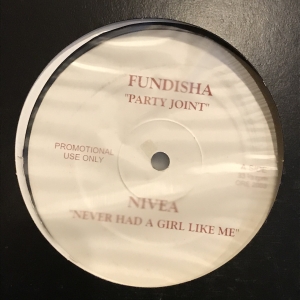 FUNDISHA
"PARTY JOINT"
PROMOTIONAL
USE ONLY
NIVEA
"NEVER HAD A GIRL LIKE ME"